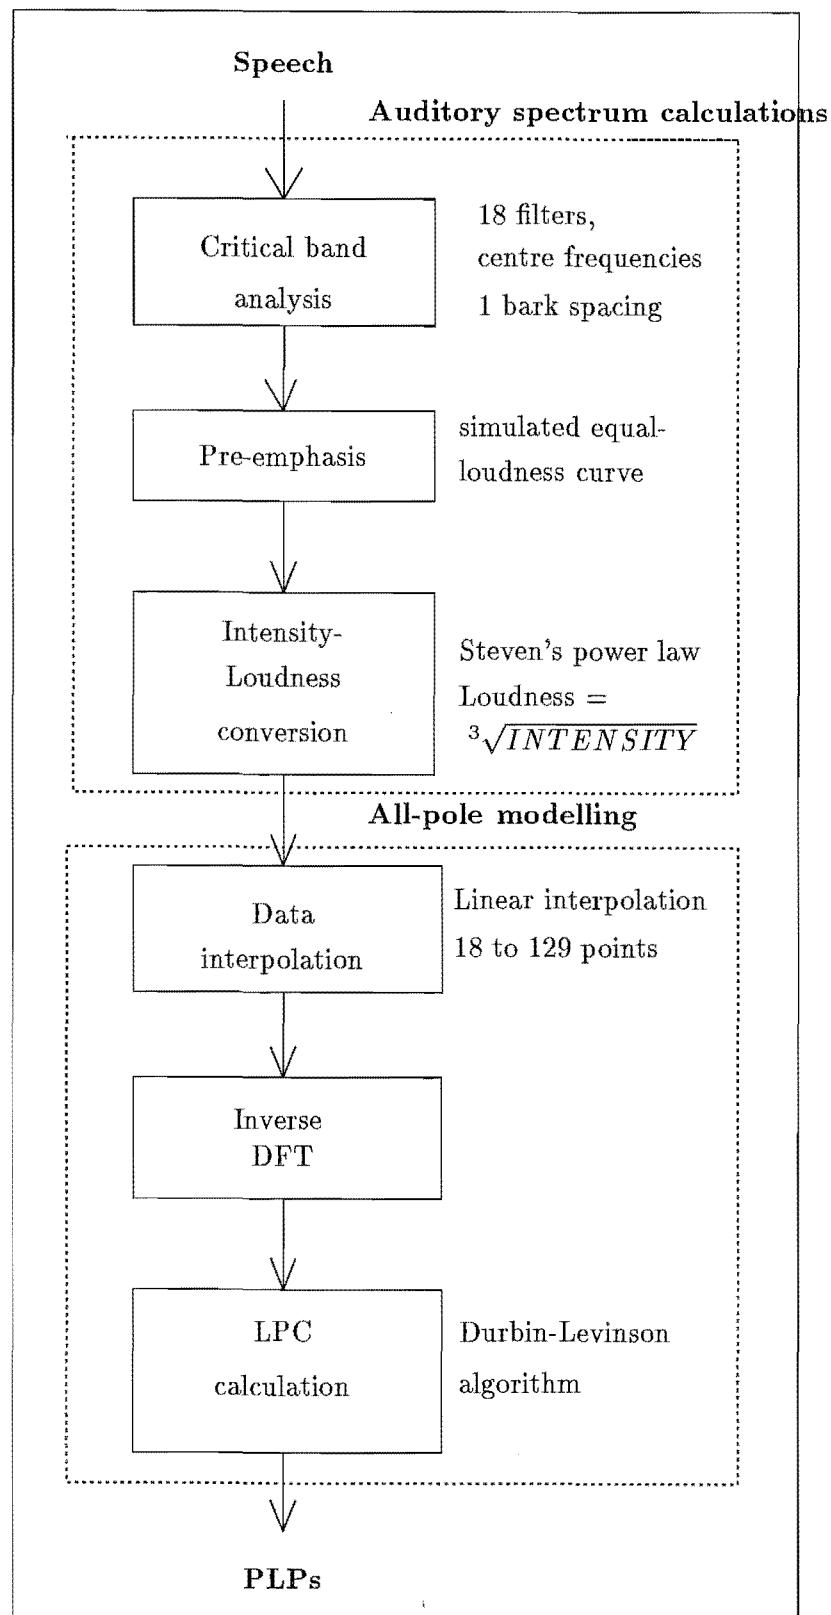 Speech
Auditory spectrum calculations
Critical band
analysis
18 filters,
centre frequencies
1 bark spacing
Pre-emphasis
simulated equal-
loudness curve
Intensity-
Loudness
conversion
Steven's power law
Loudness =
³√INTENSITY
All-pole modelling
Data
interpolation
Linear interpolation
18 to 129 points
Inverse
DFT
LPC
calculation
Durbin-Levinson
algorithm
PLPs